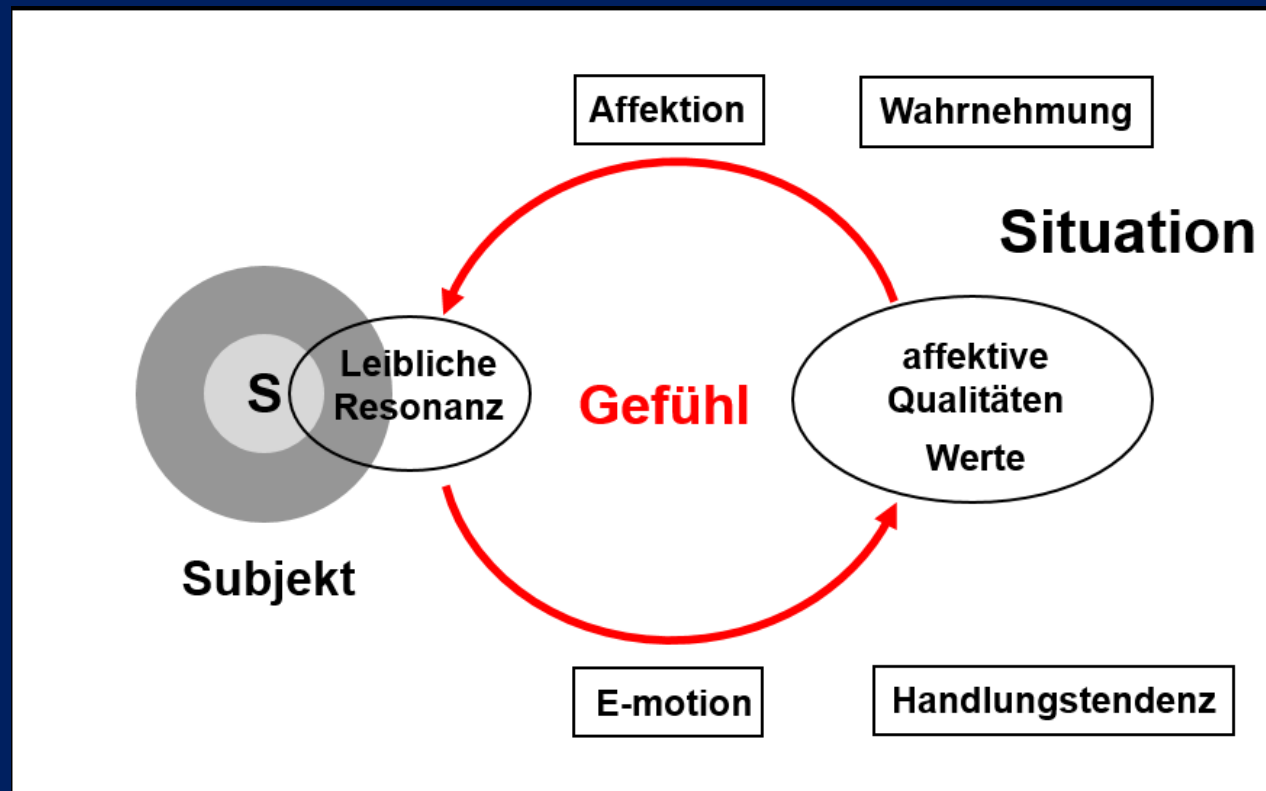 Affektion
Wahrnehmung
Situation
Leibliche
Resonanz
S
Gefühl
affektive
Qualitäten
Werte
Subjekt
E-motion
Handlungstendenz